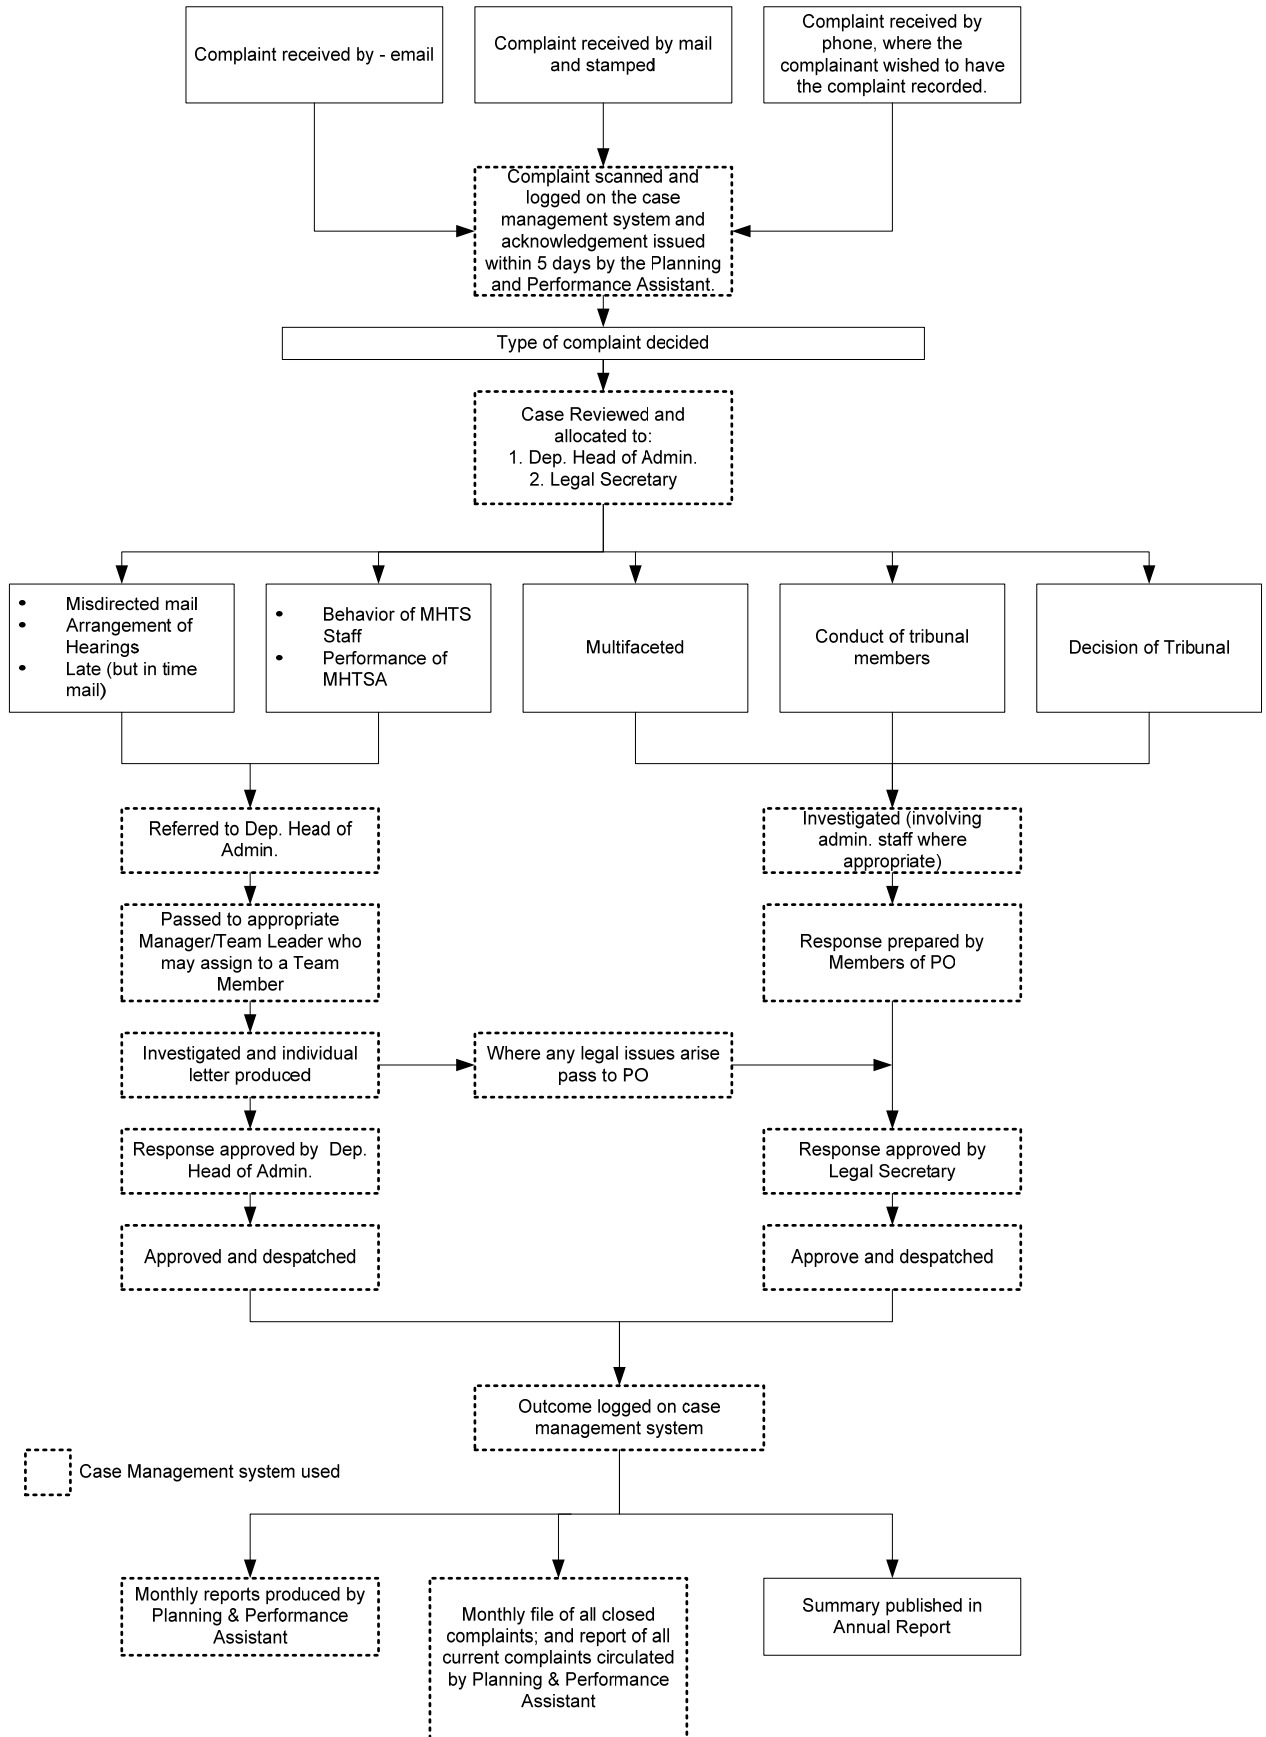 Complaint received by - email
Complaint received by mail
and stamped
Complaint received by
phone, where the
complainant wished to have
the complaint recorded.
Complaint scanned and
logged on the case
management system and
acknowledgement issued
within 5 days by the Planning
and Performance Assistant.
Type of complaint decided
Case Reviewed and
allocated to:
1. Dep. Head of Admin.
2. Legal Secretary
• Misdirected mail
• Arrangement of
Hearings
• Late (but in time
mail)
• Behavior of MHTS
Staff
• Performance of
MHTSA
Multifaceted
Conduct of tribunal
members
Decision of Tribunal
Referred to Dep. Head of
Admin.
Investigated (involving
admin. staff where
appropriate)
Passed to appropriate
Manager/Team Leader who
may assign to a Team
Member
Response prepared by
Members of PO
Investigated and individual
letter produced
Where any legal issues arise
pass to PO
Response approved by Dep.
Head of Admin.
Response approved by
Legal Secretary
Approved and despatched
Approve and despatched
Outcome logged on case
management system
Case Management system used
Monthly reports produced by
Planning & Performance
Assistant
Monthly file of all closed
complaints; and report of all
current complaints circulated
by Planning & Performance
Assistant
Summary published in
Annual Report